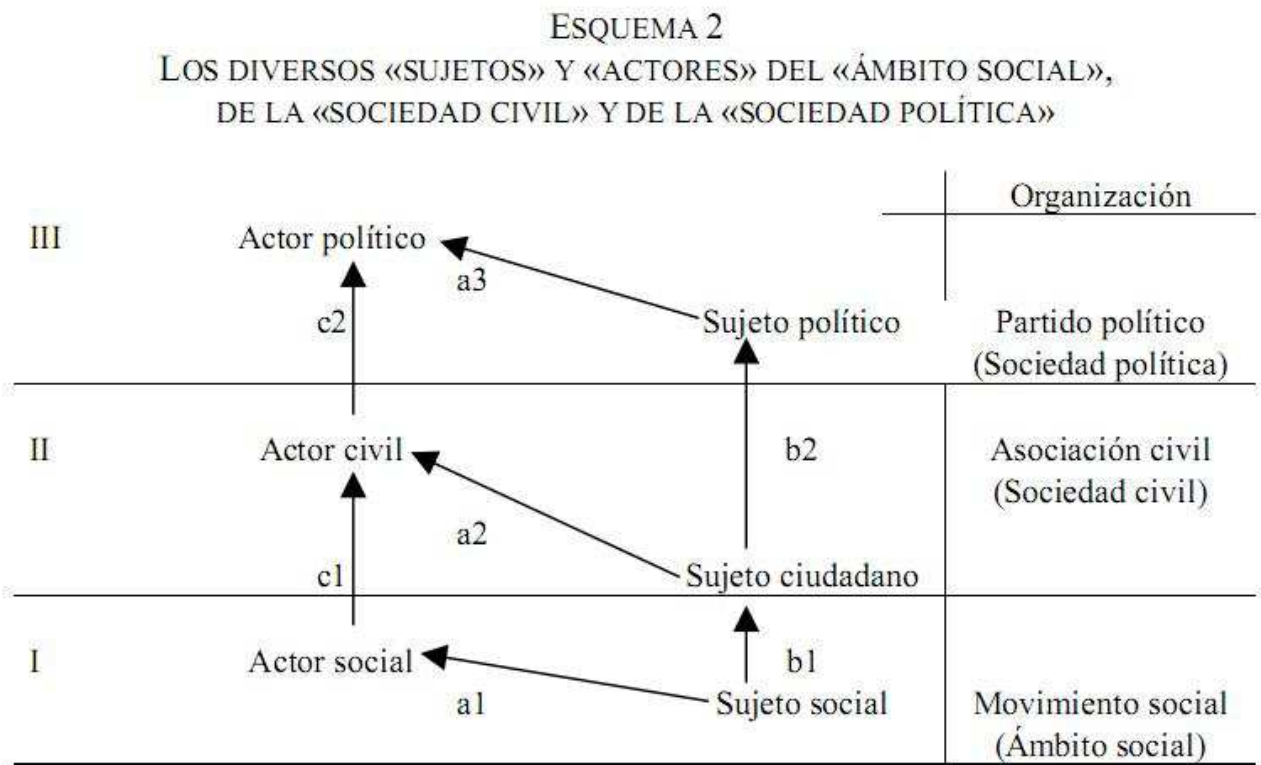 ESQUEMA 2
LOS DIVERSOS «SUJETOS» Y «ACTORES» DEL «ÁMBITO SOCIAL»,
DE LA «SOCIEDAD CIVIL» Y DE LA «SOCIEDAD POLÍTICA»
Organización
III Actor político
a3
c2 Sujeto político Partido político
(Sociedad política)
II Actor civil b2 Asociación civil
(Sociedad civil)
a2
c1 Sujeto ciudadano
I Actor social b1
a1 Sujeto social Movimiento social
(Ámbito social)